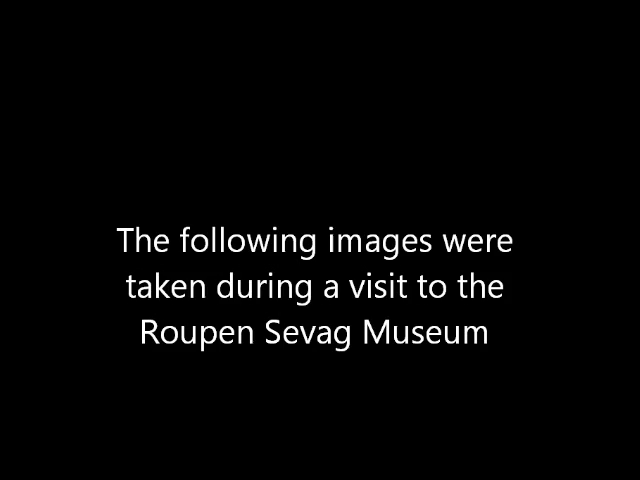 The following images were
taken during a visit to the
Roupen Sevag Museum